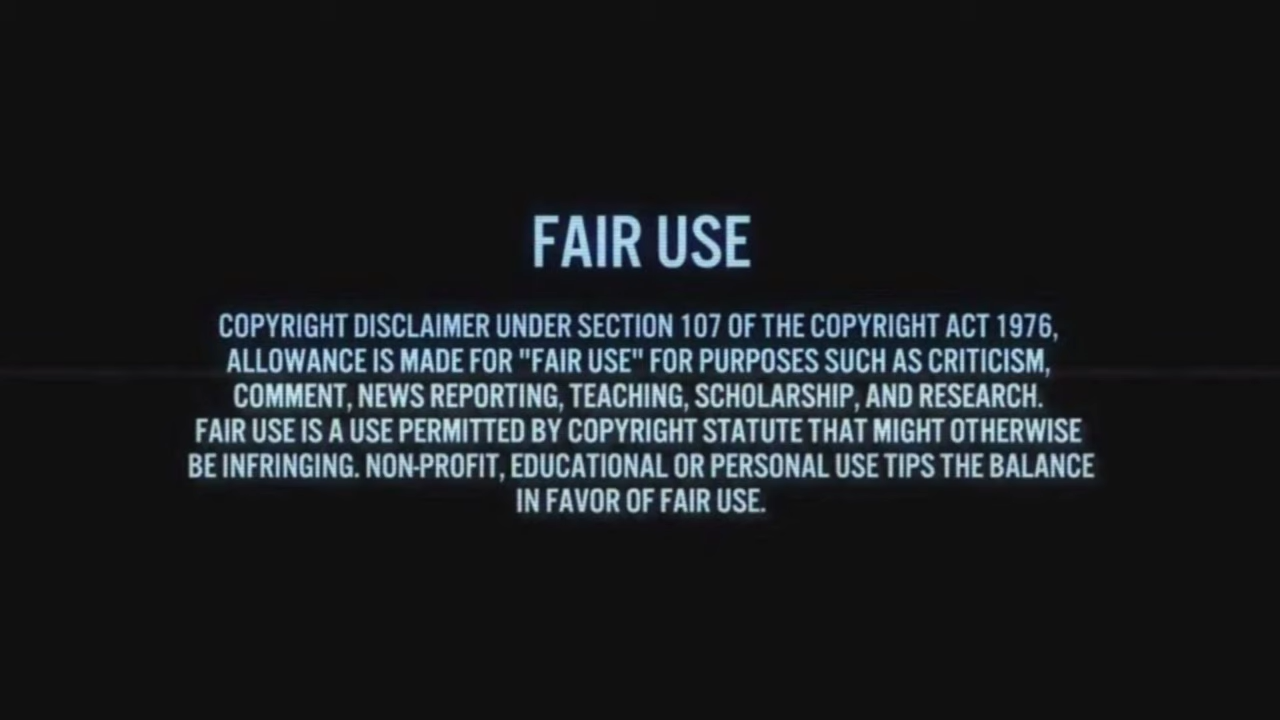 FAIR USE
COPYRIGHT DISCLAIMER UNDER SECTION 107 OF THE COPYRIGHT ACT 1976,
ALLOWANCE IS MADE FOR "FAIR USE" FOR PURPOSES SUCH AS CRITICISM,
COMMENT, NEWS REPORTING, TEACHING, SCHOLARSHIP, AND RESEARCH.
FAIR USE IS A USE PERMITTED BY COPYRIGHT STATUTE THAT MIGHT OTHERWISE
BE INFRINGING. NON-PROFIT, EDUCATIONAL OR PERSONAL USE TIPS THE BALANCE
IN FAVOR OF FAIR USE.